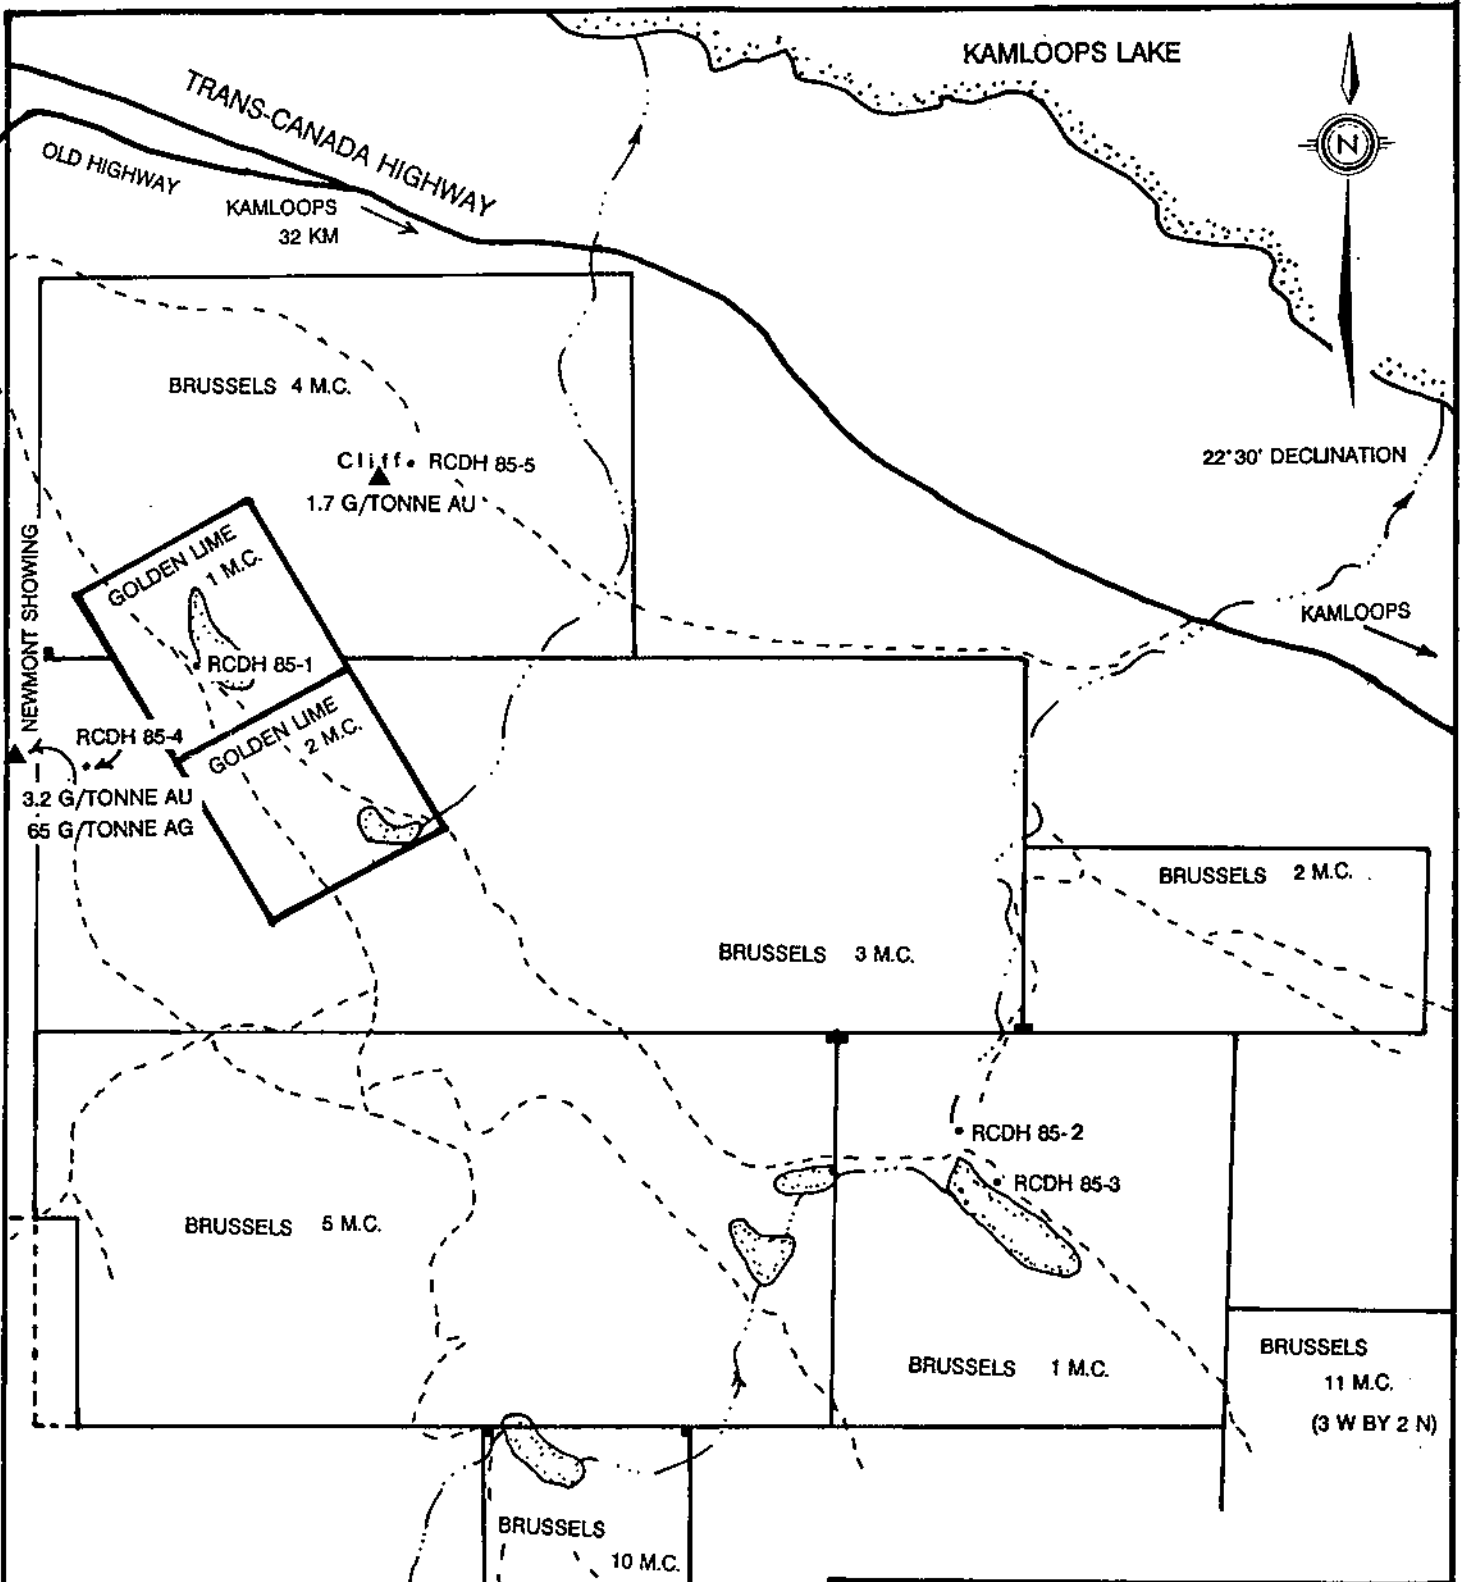 KAMLOOPS LAKE
TRANS-CANADA HIGHWAY
OLD HIGHWAY
KAMLOOPS
32 KM
N
BRUSSELS 4 M.C.
Cliff
RCDH 85-5
1.7 G/TONNE AU
22°30' DECLINATION
GOLDEN LIME
1 M.C.
NEWMONT SHOWING
KAMLOOPS
RCDH 85-1
GOLDEN LIME
2 M.C.
RCDH 85-4
3.2 G/TONNE AU
65 G/TONNE AG
BRUSSELS 2 M.C.
BRUSSELS 3 M.C.
RCDH 85-2
RCDH 85-3
BRUSSELS 5 M.C.
BRUSSELS 1 M.C.
BRUSSELS
11 M.C.
(3 W BY 2 N)
BRUSSELS
10 M.C.